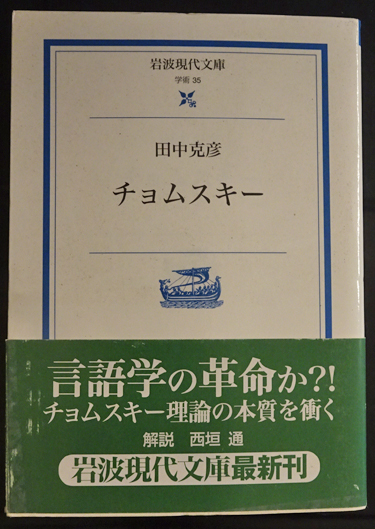 岩波現代文庫
学術 35
田中克彦
チョムスキー
言語学の革命か?!
チョムスキー理論の本質を衝く
解説 西垣 通
岩波現代文庫最新刊